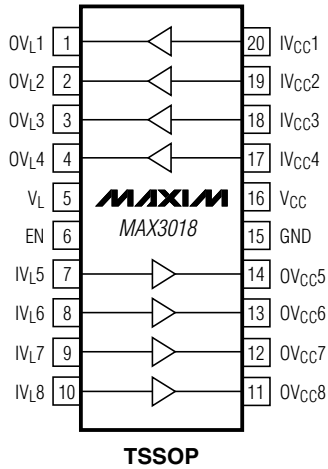 OVL1 1 20 IVCC1
OVL2 2 19 IVCC2
OVL3 3 18 IVCC3
OVL4 4 17 IVCC4
VL 5 MAXIM 16 VCC
EN 6 MAX3018 15 GND
IVL5 7 14 OVCC5
IVL6 8 13 OVCC6
IVL7 9 12 OVCC7
IVL8 10 11 OVCC8
TSSOP